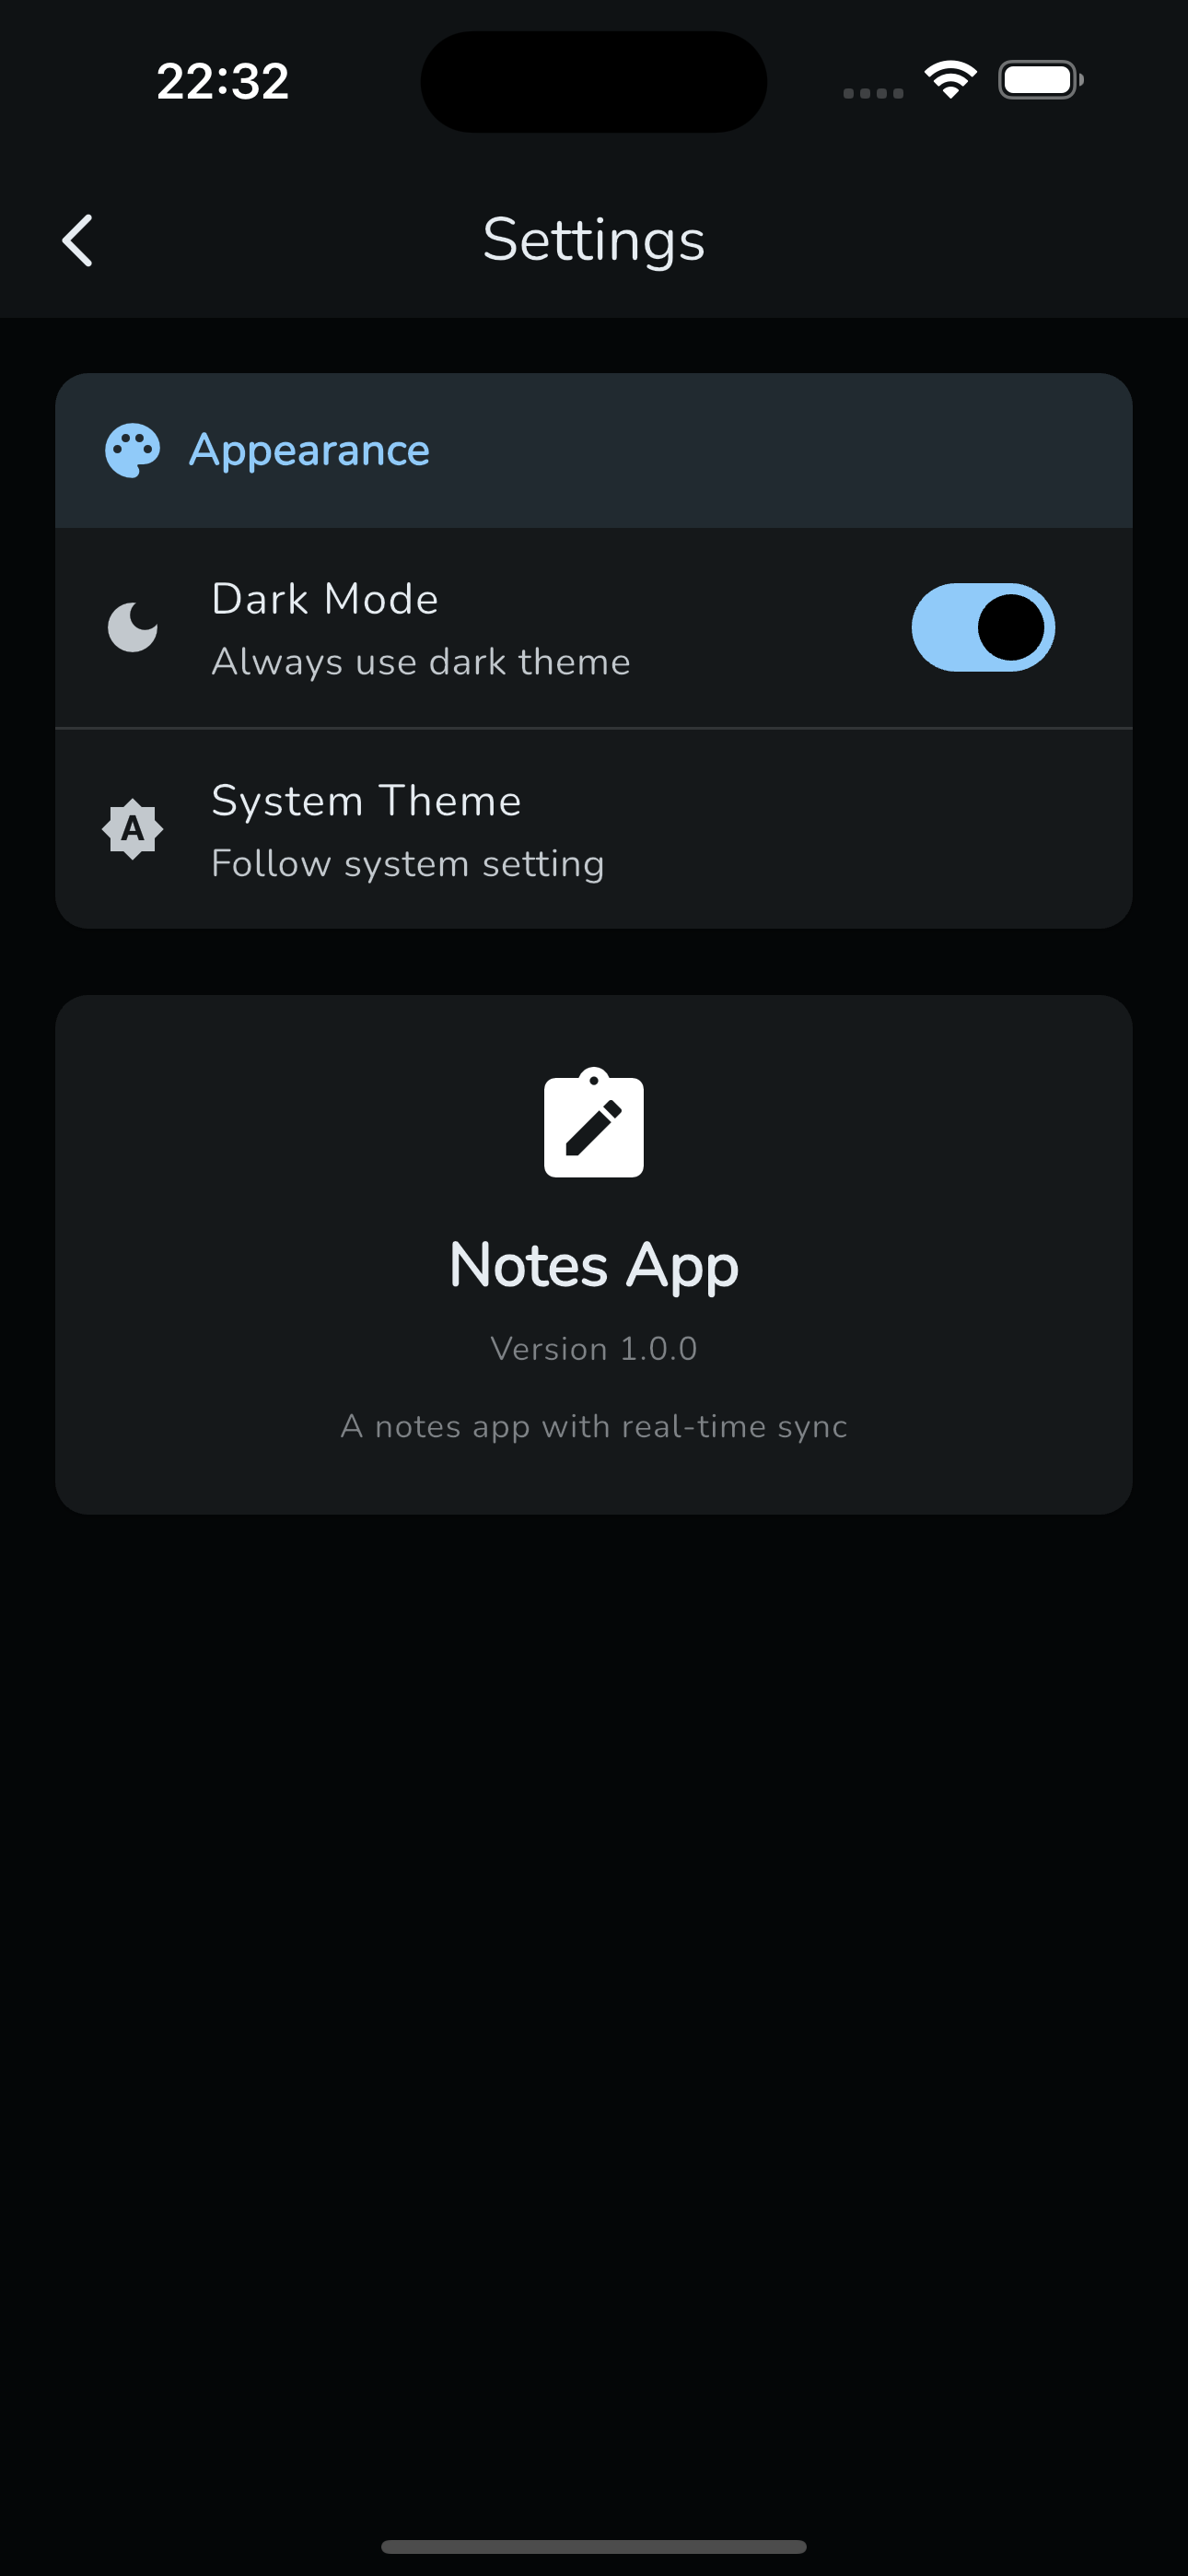 22:32
Settings
Appearance
Dark Mode
Always use dark theme
A
System Theme
Follow system setting
Notes App
Version 1.0.0
A notes app with real-time sync